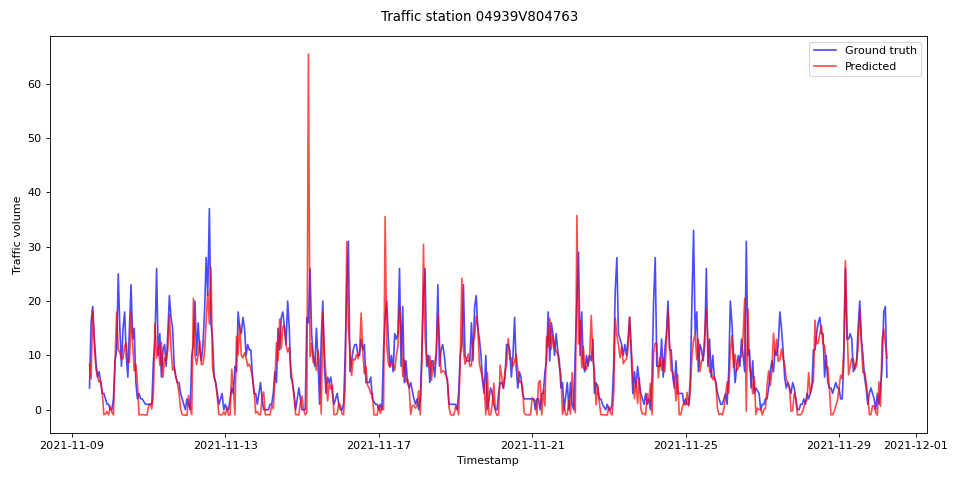 Traffic station 04939V804763
Ground truth
Predicted
Traffic volume
60
50
40
30
20
10
0
2021-11-09
2021-11-13
2021-11-17
2021-11-21
2021-11-25
2021-11-29
2021-12-01
Timestamp